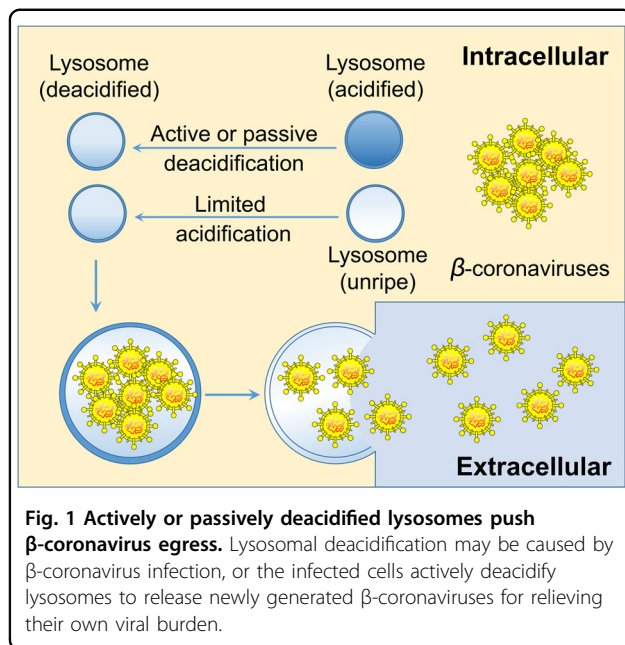 Lysosome
(deacidified)
Lysosome
(acidified)
Intracellular
Active or passive
deacidification
Limited
acidification
Lysosome
(unripe)
β-coronaviruses
Extracellular
Fig. 1 Actively or passively deacidified lysosomes push
β-coronavirus egress. Lysosomal deacidification may be caused by
β-coronavirus infection, or the infected cells actively deacidify
lysosomes to release newly generated β-coronaviruses for relieving
their own viral burden.